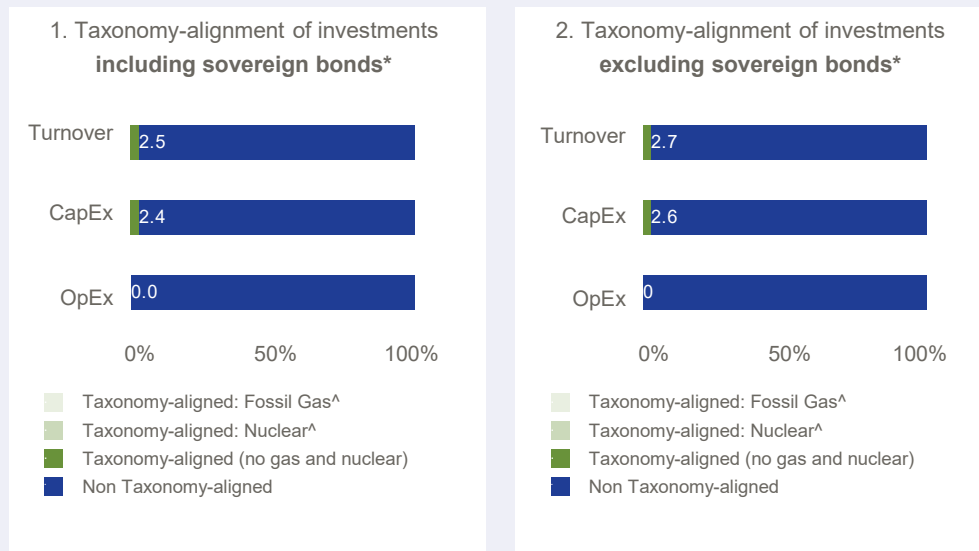 1. Taxonomy-alignment of investments
including sovereign bonds*
Turnover
2.5
CapEx
2.4
OpEx
0.0
0% 50% 100%
Taxonomy-aligned: Fossil Gas^
Taxonomy-aligned: Nuclear^
Taxonomy-aligned (no gas and nuclear)
Non Taxonomy-aligned
2. Taxonomy-alignment of investments
excluding sovereign bonds*
Turnover
2.7
CapEx
2.6
OpEx
0
0% 50% 100%
Taxonomy-aligned: Fossil Gas^
Taxonomy-aligned: Nuclear^
Taxonomy-aligned (no gas and nuclear)
Non Taxonomy-aligned